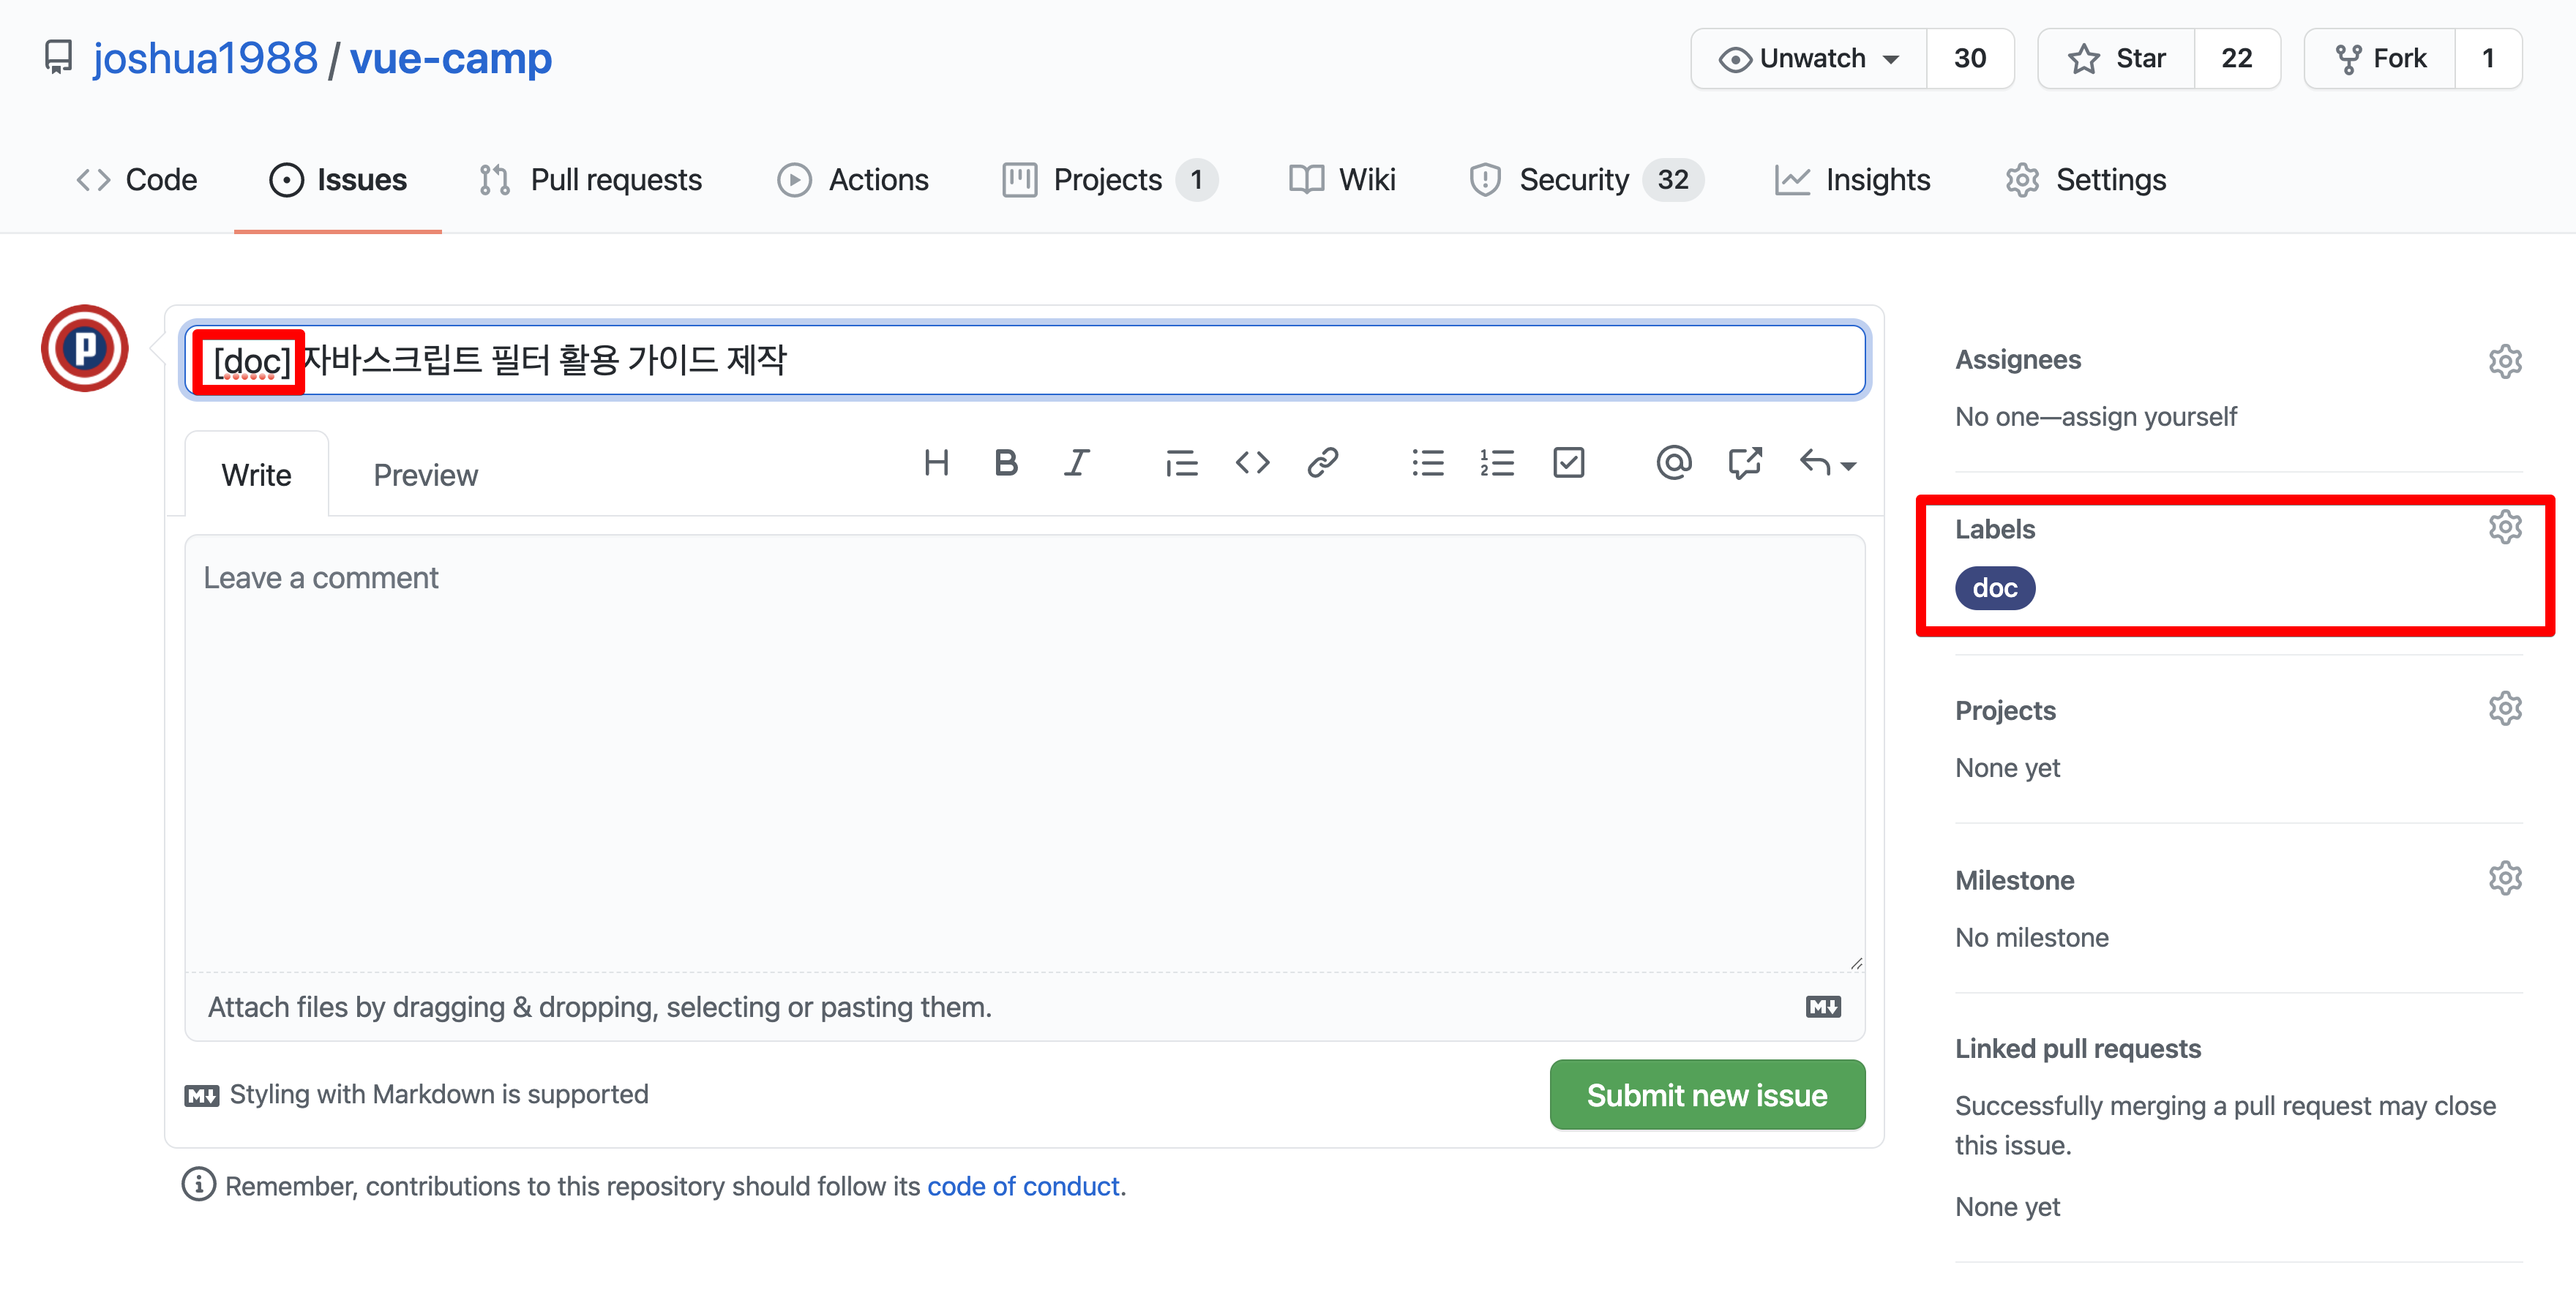 joshua1988 / vue-camp
Unwatch 30 Star 22 Fork 1
Code Issues Pull requests Actions Projects 1 Wiki Security 32 Insights Settings
P
[doc] 자바스크립트 필터 활용 가이드 제작
Write Preview
Leave a comment
Attach files by dragging & dropping, selecting or pasting them.
Styling with Markdown is supported
Submit new issue
Remember, contributions to this repository should follow its code of conduct.
Assignees
No one—assign yourself
Labels
doc
Projects
None yet
Milestone
No milestone
Linked pull requests
Successfully merging a pull request may close
this issue.
None yet